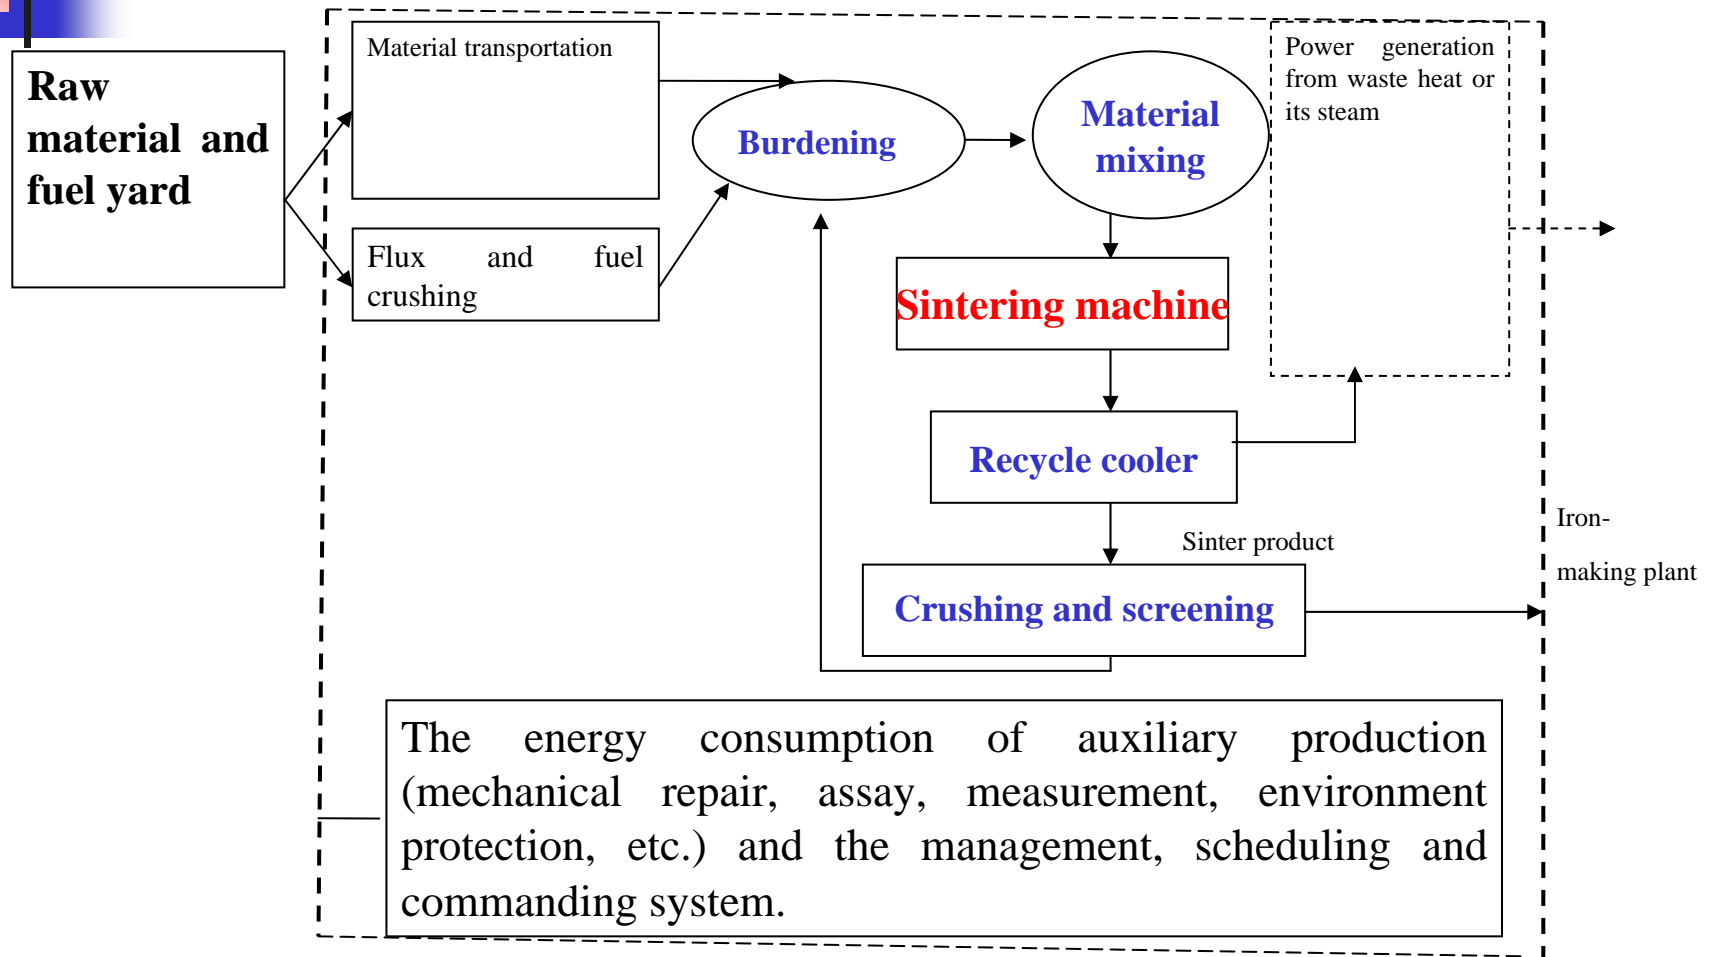 Raw
material and
fuel yard
Material transportation
Flux and fuel
crushing
Burdening
Material
mixing
Power generation
from waste heat or
its steam
Sintering machine
Recycle cooler
Sinter product
Crushing and screening
Iron-
making plant
The energy consumption of auxiliary production
(mechanical repair, assay, measurement, environment
protection, etc.) and the management, scheduling and
commanding system.